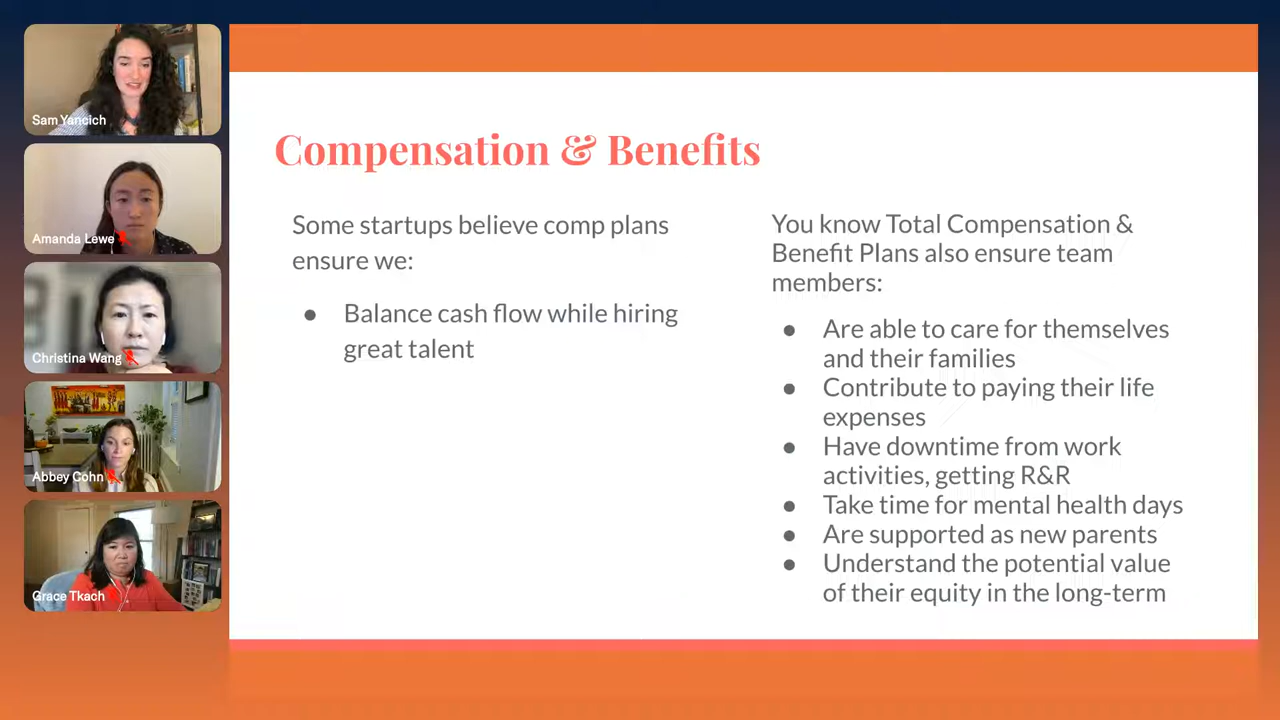 Sam Yancich
Amanda Lewe
Christina Wang
Abbey Cohn
Grace Tkach
Compensation & Benefits
Some startups believe comp plans
ensure we:
● Balance cash flow while hiring
great talent
You know Total Compensation &
Benefit Plans also ensure team
members:
● Are able to care for themselves
and their families
● Contribute to paying their life
expenses
● Have downtime from work
activities, getting R&R
● Take time for mental health days
● Are supported as new parents
● Understand the potential value
of their equity in the long-term